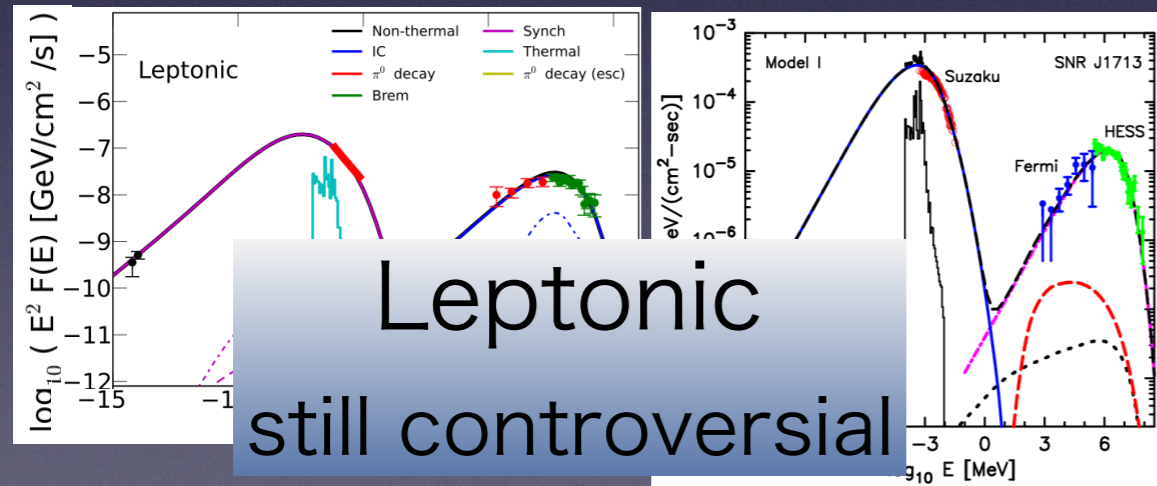 log10 ( E² F(E) [GeV/cm² /s] )
Leptonic
Non-thermal
IC
π⁰ decay
Brem
Synch
Thermal
π⁰ decay (esc)
−5
−6
−7
−8
−9
−10
−11
−12
−15
Model I
SNR J1713
Suzaku
Fermi
HESS
eV/(cm²−sec)]
10⁻³
10⁻⁴
10⁻⁵
10⁻⁶
−3 0 3 6
E [MeV]
Leptonic
still controversial